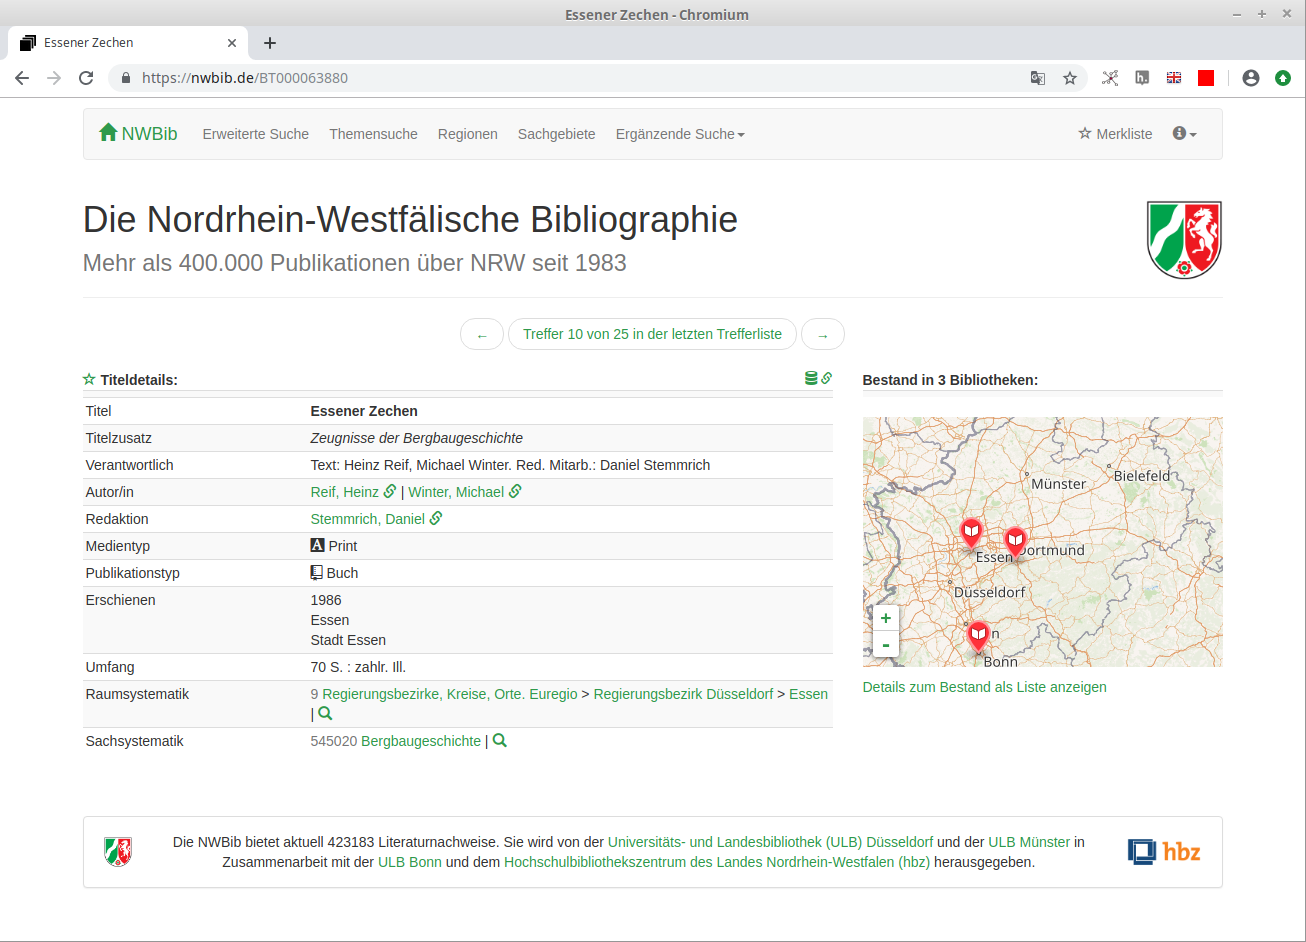 Essener Zechen - Chromium
Essener Zechen
https://nwbib.de/BT000063880
NWBib Erweiterte Suche Themensuche Regionen Sachgebiete Ergänzende Suche Merkliste
Die Nordrhein-Westfälische Bibliographie
Mehr als 400.000 Publikationen über NRW seit 1983
← Treffer 10 von 25 in der letzten Trefferliste →
Titeldetails:
Titel Essener Zechen
Titelzusatz Zeugnisse der Bergbaugeschichte
Verantwortlich Text: Heinz Reif, Michael Winter. Red. Mitarb.: Daniel Stemmrich
Autor/in Reif, Heinz | Winter, Michael
Redaktion Stemmrich, Daniel
Medientyp Print
Publikationstyp Buch
Erschienen 1986
Essen
Stadt Essen
Umfang 70 S. : zahlr. Ill.
Raumsystematik 9 Regierungsbezirke, Kreise, Orte. Euregio > Regierungsbezirk Düsseldorf > Essen
|
Sachsystematik 545020 Bergbaugeschichte |
Bestand in 3 Bibliotheken:
Bielefeld
Münster
Dortmund
Essen
Düsseldorf
+
n
-
Bonn
Details zum Bestand als Liste anzeigen
Die NWBib bietet aktuell 423183 Literaturnachweise. Sie wird von der Universitäts- und Landesbibliothek (ULB) Düsseldorf und der ULB Münster in
Zusammenarbeit mit der ULB Bonn und dem Hochschulbibliothekszentrum des Landes Nordrhein-Westfalen (hbz) herausgegeben.
hbz